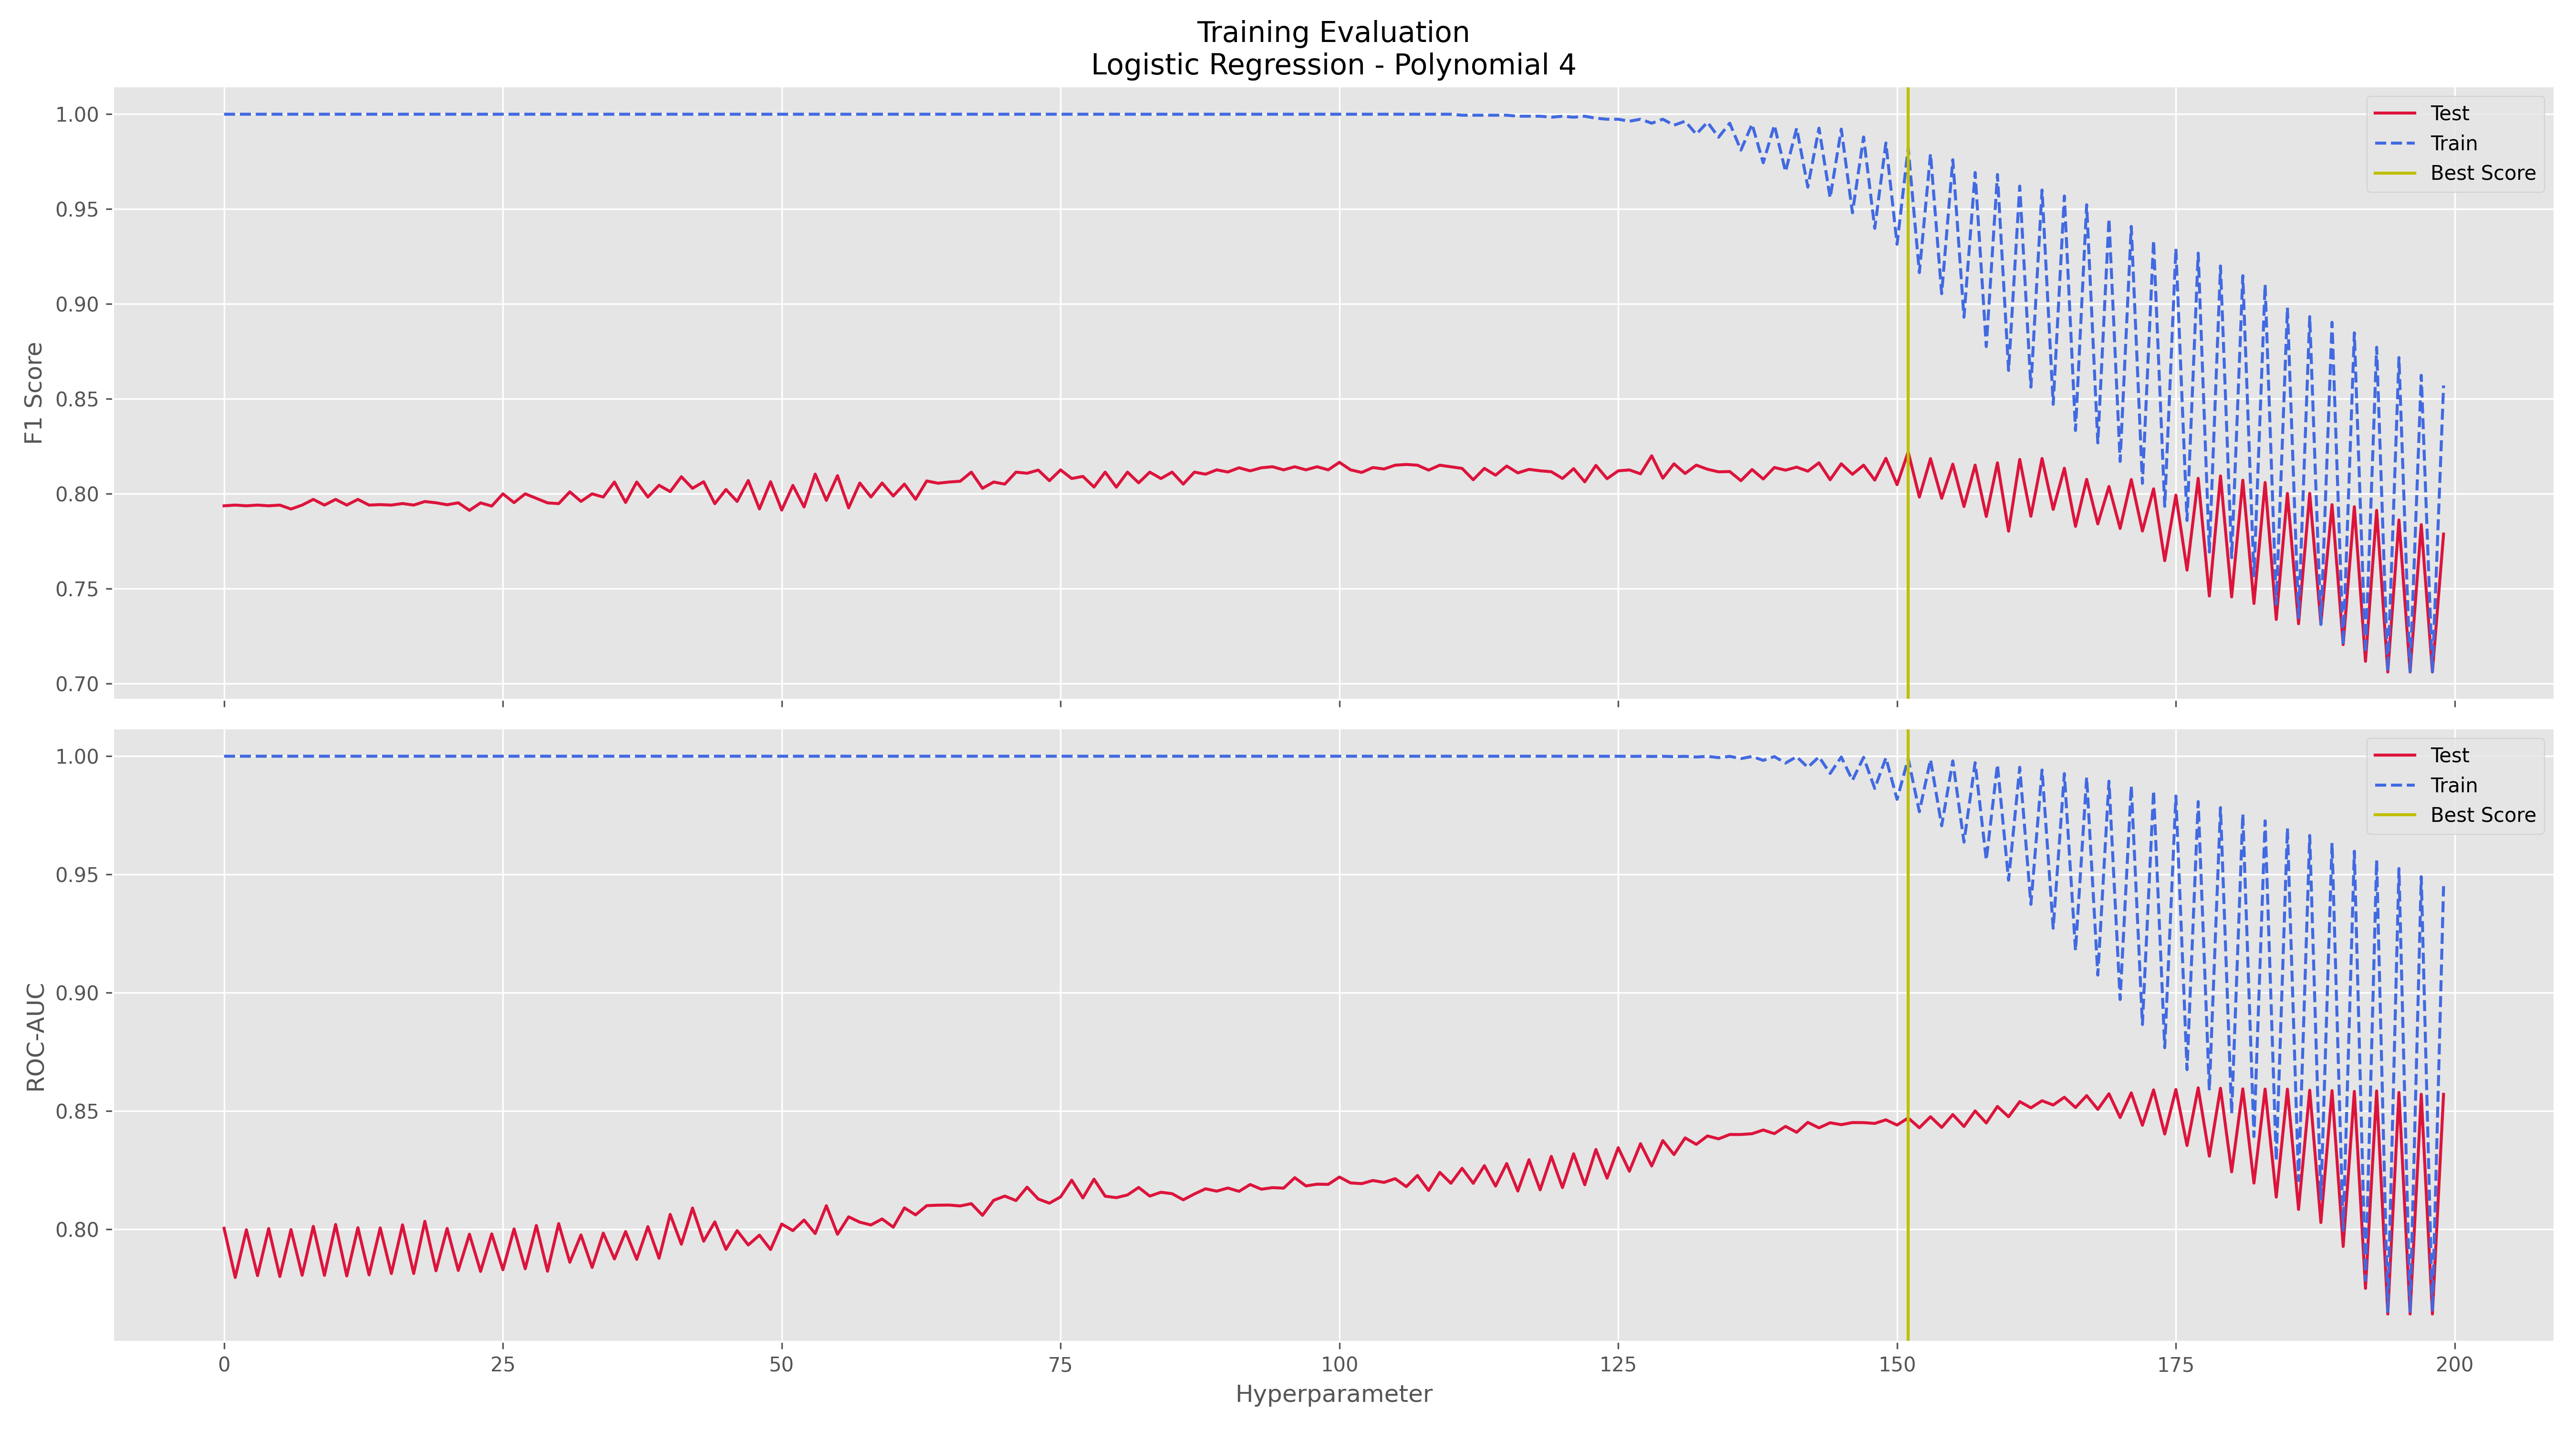 Training Evaluation
Logistic Regression - Polynomial 4
1.00
0.95
0.90
0.85
0.80
0.75
0.70
F1 Score
Test
Train
Best Score
1.00
0.95
0.90
0.85
0.80
ROC-AUC
Test
Train
Best Score
0 25 50 75 100 125 150 175 200
Hyperparameter